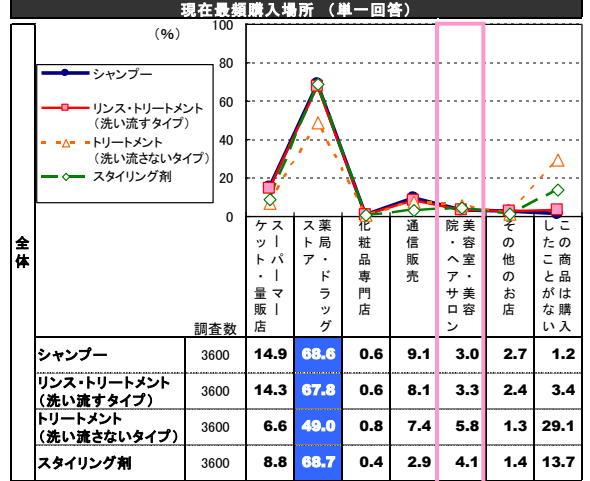 現在最頻購入場所 （単一回答）
（%）
100
80
60
40
20
0
シャンプー
リンス・トリートメント
（洗い流すタイプ）
トリートメント
（洗い流さないタイプ）
スタイリング剤
全体
調査数
スーパーマーケット・量販店
薬局・ドラッグストア
化粧品専門店
通信販売
美容室・美容院・ヘアサロン
その他のお店
この商品は購入したことがない
シャンプー 3600 14.9 68.6 0.6 9.1 3.0 2.7 1.2
リンス・トリートメント
（洗い流すタイプ） 3600 14.3 67.8 0.6 8.1 3.3 2.4 3.4
トリートメント
（洗い流さないタイプ） 3600 6.6 49.0 0.8 7.4 5.8 1.3 29.1
スタイリング剤 3600 8.8 68.7 0.4 2.9 4.1 1.4 13.7